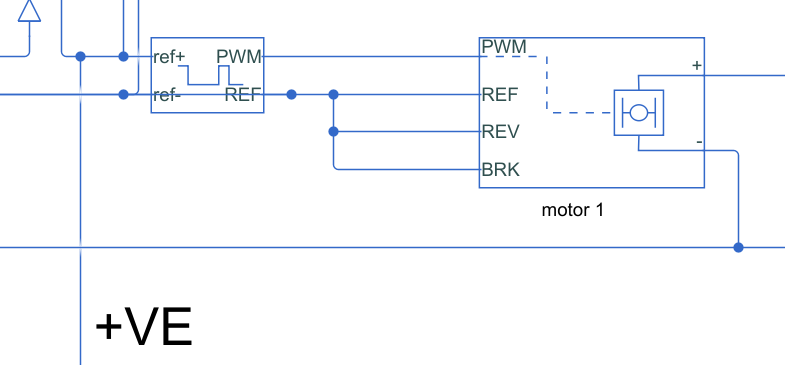 ref+ PWM
ref- REF
PWM
REF
REV
BRK
+
-
motor 1
+VE